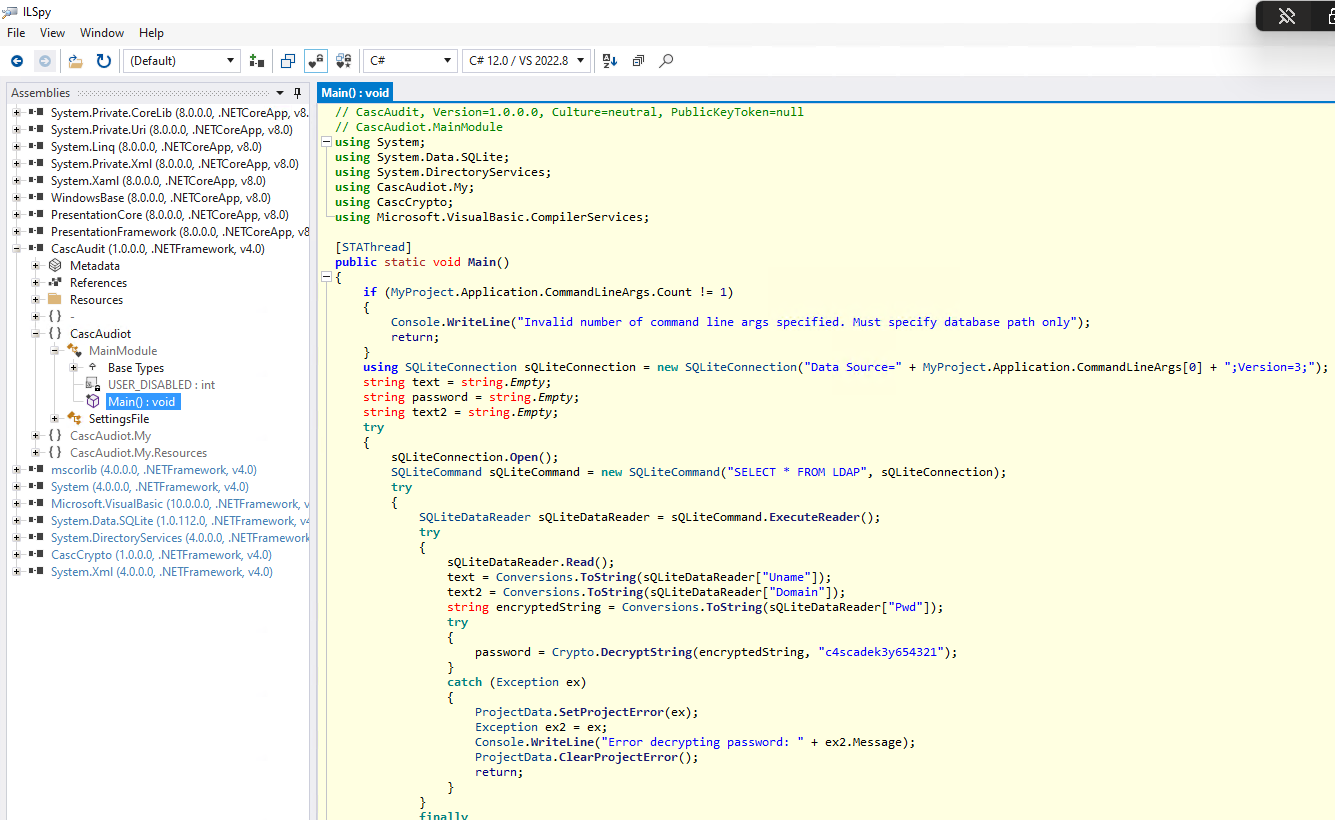 ILSpy
File View Window Help
(Default) C# C# 12.0 / VS 2022.8
Assemblies
System.Private.CoreLib (8.0.0.0, .NETCoreApp, v8.
System.Private.Uri (8.0.0.0, .NETCoreApp, v8.0)
System.Linq (8.0.0.0, .NETCoreApp, v8.0)
System.Private.Xml (8.0.0.0, .NETCoreApp, v8.0)
System.Xaml (8.0.0.0, .NETCoreApp, v8.0)
WindowsBase (8.0.0.0, .NETCoreApp, v8.0)
PresentationCore (8.0.0.0, .NETCoreApp, v8.0)
PresentationFramework (8.0.0.0, .NETCoreApp, v8
CascAudit (1.0.0.0, .NETFramework, v4.0)
Metadata
References
Resources
{ } -
{ } CascAudiot
MainModule
Base Types
USER_DISABLED : int
Main() : void
SettingsFile
{ } CascAudiot.My
{ } CascAudiot.My.Resources
mscorlib (4.0.0.0, .NETFramework, v4.0)
System (4.0.0.0, .NETFramework, v4.0)
Microsoft.VisualBasic (10.0.0.0, .NETFramework, v
System.Data.SQLite (1.0.112.0, .NETFramework, v4
System.DirectoryServices (4.0.0.0, .NETFramework
CascCrypto (1.0.0.0, .NETFramework, v4.0)
System.Xml (4.0.0.0, .NETFramework, v4.0)
Main() : void
// CascAudit, Version=1.0.0.0, Culture=neutral, PublicKeyToken=null
// CascAudiot.MainModule
using System;
using System.Data.SQLite;
using System.DirectoryServices;
using CascAudiot.My;
using CascCrypto;
using Microsoft.VisualBasic.CompilerServices;
[STAThread]
public static void Main()
{
if (MyProject.Application.CommandLineArgs.Count != 1)
{
Console.WriteLine("Invalid number of command line args specified. Must specify database path only");
return;
}
using SQLiteConnection sQLiteConnection = new SQLiteConnection("Data Source=" + MyProject.Application.CommandLineArgs[0] + ";Version=3;");
string text = string.Empty;
string password = string.Empty;
string text2 = string.Empty;
try
{
sQLiteConnection.Open();
SQLiteCommand sQLiteCommand = new SQLiteCommand("SELECT * FROM LDAP", sQLiteConnection);
try
{
SQLiteDataReader sQLiteDataReader = sQLiteCommand.ExecuteReader();
try
{
sQLiteDataReader.Read();
text = Conversions.ToString(sQLiteDataReader["Uname"]);
text2 = Conversions.ToString(sQLiteDataReader["Domain"]);
string encryptedString = Conversions.ToString(sQLiteDataReader["Pwd"]);
try
{
password = Crypto.DecryptString(encryptedString, "c4scadek3y654321");
}
catch (Exception ex)
{
ProjectData.SetProjectError(ex);
Exception ex2 = ex;
Console.WriteLine("Error decrypting password: " + ex2.Message);
ProjectData.ClearProjectError();
return;
}
}
finally